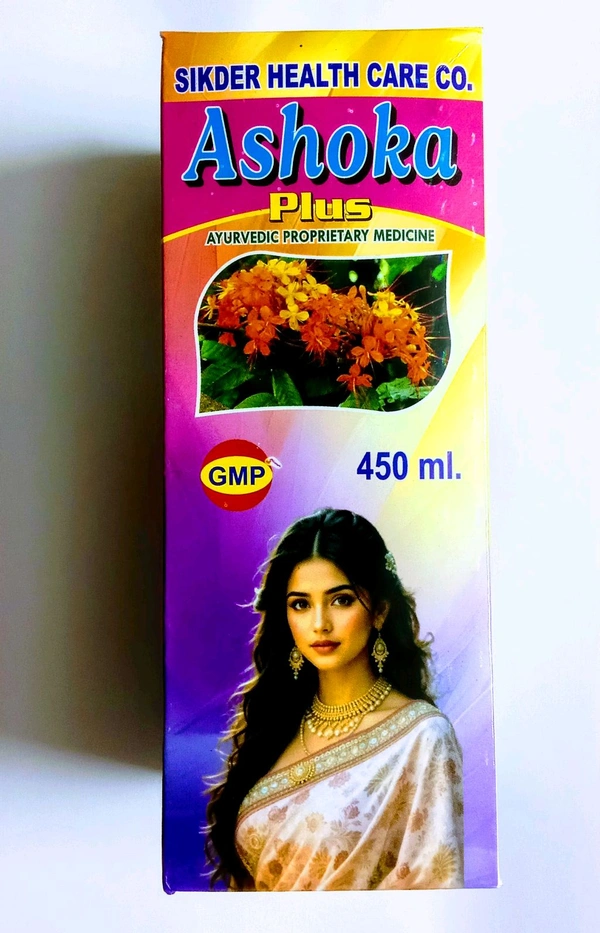 SIKDER HEALTH CARE CO.
Ashoka
Plus
AYURVEDIC PROPRIETARY MEDICINE
GMP
450 ml.